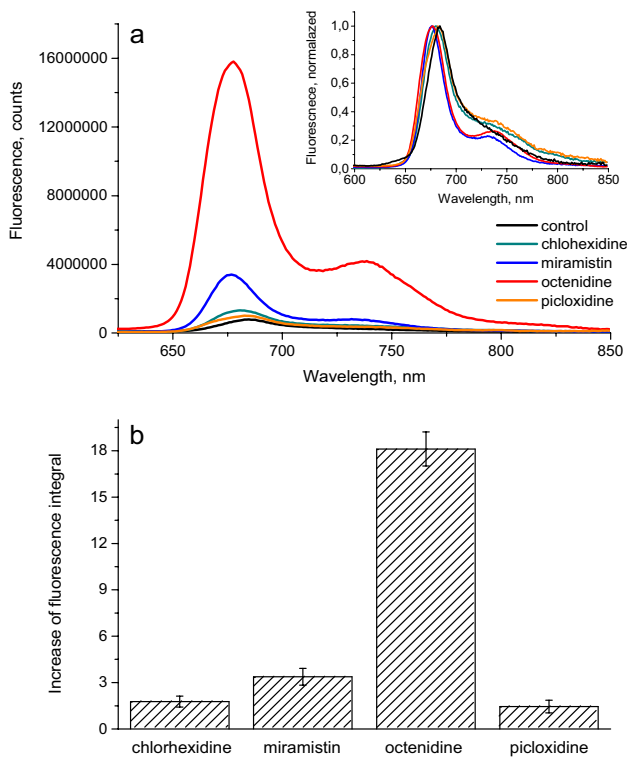 a
Fluorescence, counts
16000000
12000000
8000000
4000000
0
650
700
750
800
850
Wavelength, nm
Fluorescnece, normalazed
1,0
0,8
0,6
0,4
0,2
0,0
600
650
700
750
800
850
Wavelength, nm
control
chlohexidine
miramistin
octenidine
picloxidine
b
Increase of fluorescence integral
18
15
12
9
6
3
0
chlorhexidine
miramistin
octenidine
picloxidine